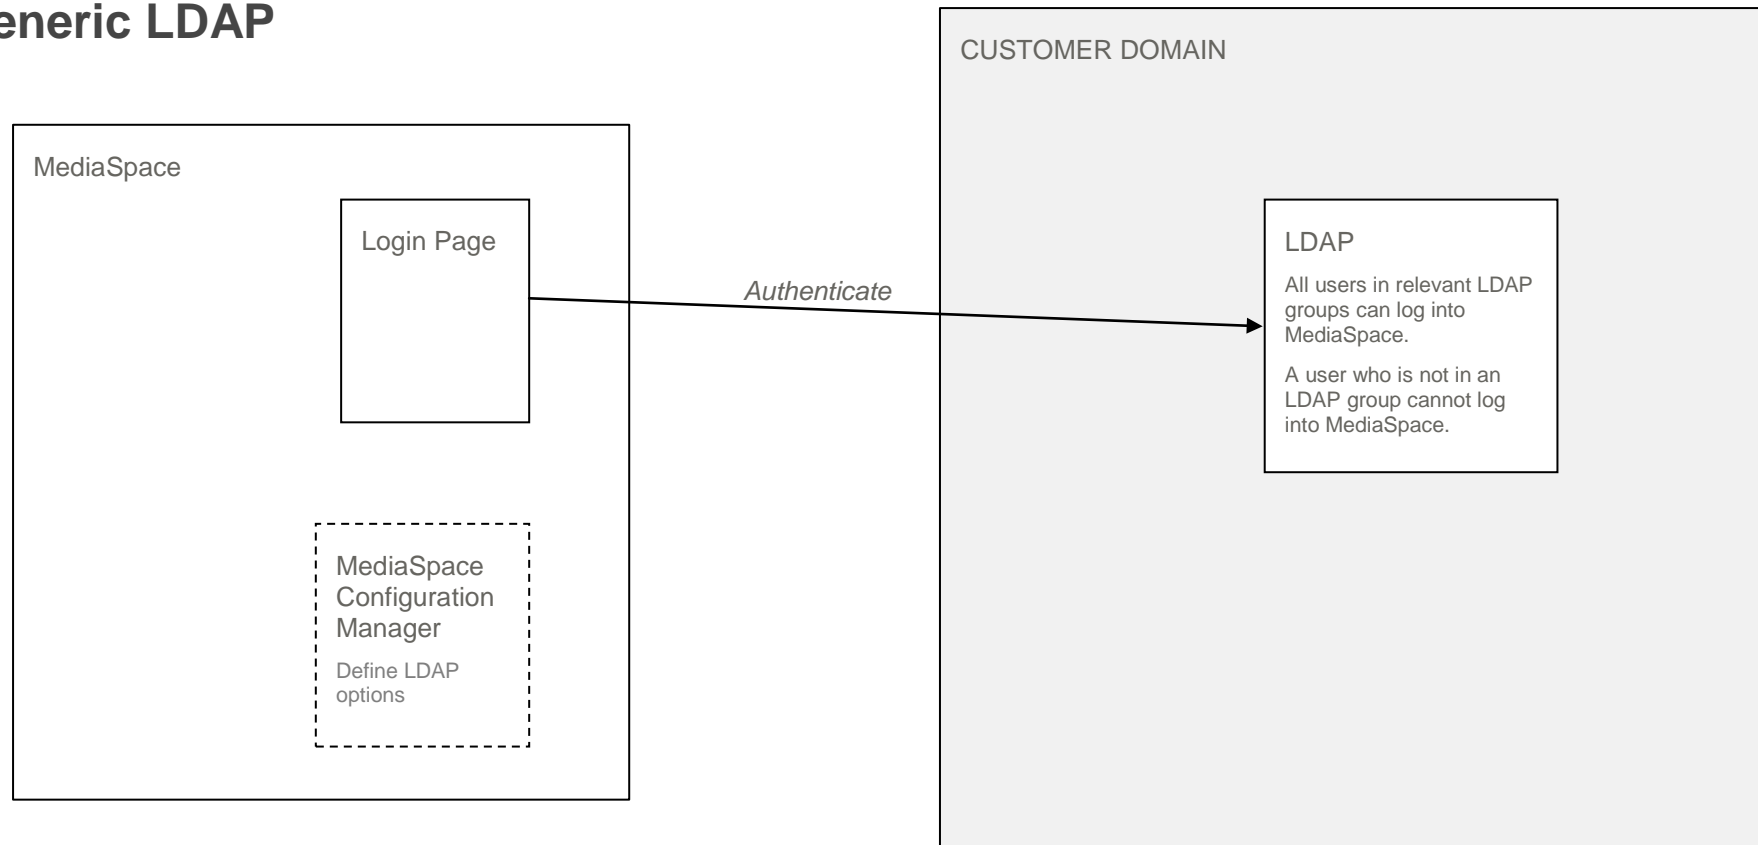 eneric LDAP
CUSTOMER DOMAIN
MediaSpace
Login Page
Authenticate
LDAP
All users in relevant LDAP
groups can log into
MediaSpace.
A user who is not in an
LDAP group cannot log
into MediaSpace.
MediaSpace
Configuration
Manager
Define LDAP
options